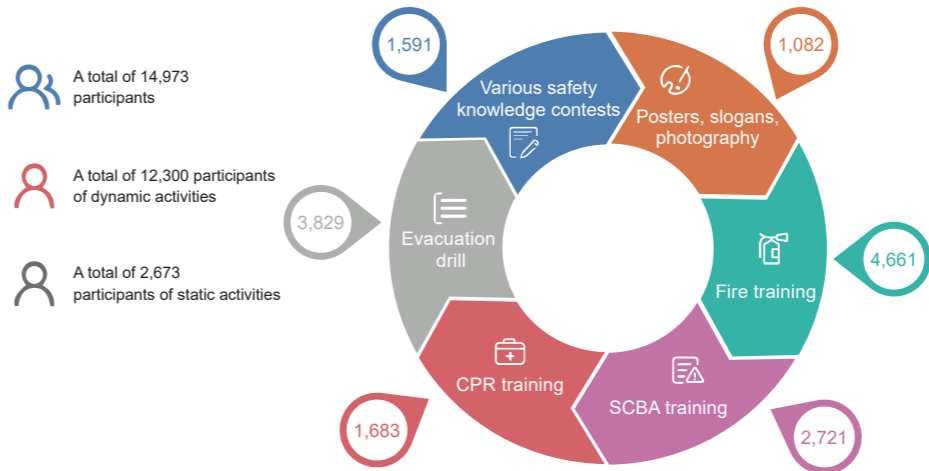 A total of 14,973
participants
A total of 12,300 participants
of dynamic activities
A total of 2,673
participants of static activities
1,591
Various safety
knowledge contests
1,082
Posters, slogans,
photography
4,661
Fire training
2,721
SCBA training
1,683
CPR training
3,829
Evacuation
drill